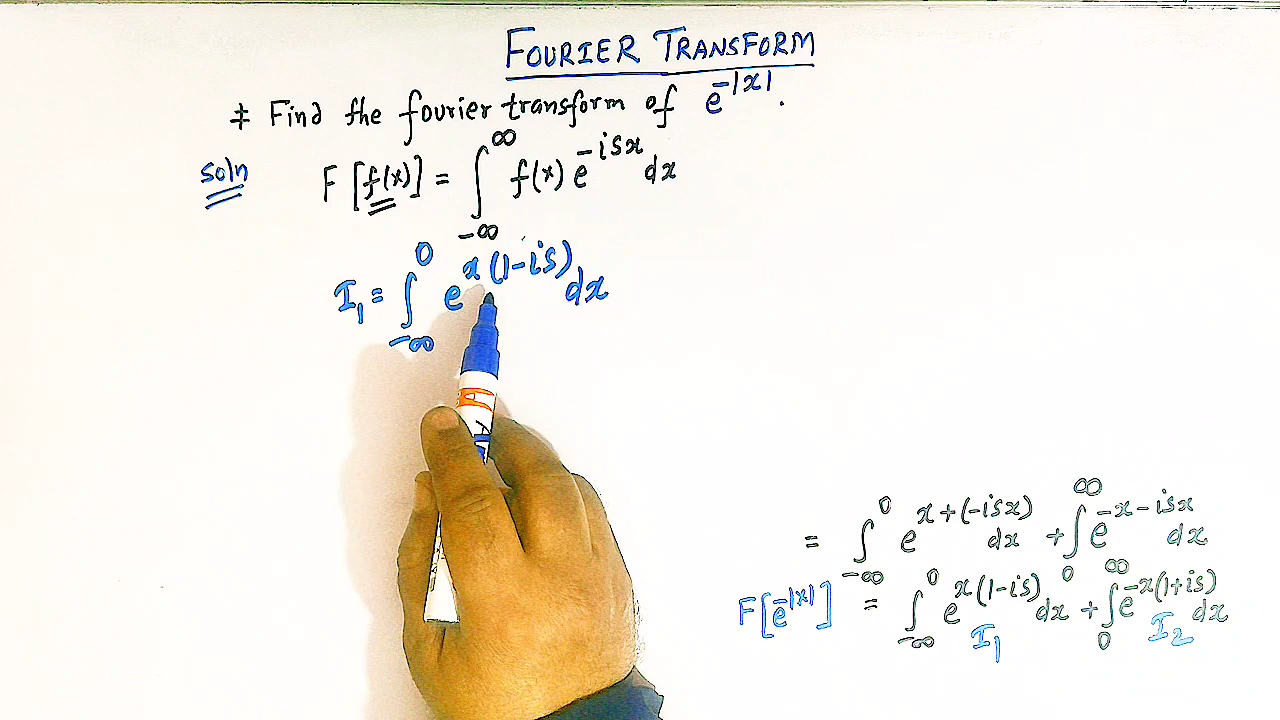 FOURIER TRANSFORM
⧧ Find the fourier transform of e^{-|x|}.
soln F [f(x)] = ∫_{-∞}^{∞} f(x) e^{-isx} dx
I₁ = ∫_{-∞}^{0} e^{x(1-is)} dx
= ∫_{-∞}^{0} e^{x+(-isx)} dx + ∫_{0}^{∞} e^{-x-isx} dx
F[e^{-|x|}] = ∫_{-∞}^{0} e^{x(1-is)} dx + ∫_{0}^{∞} e^{-x(1+is)} dx
I₁ I₂